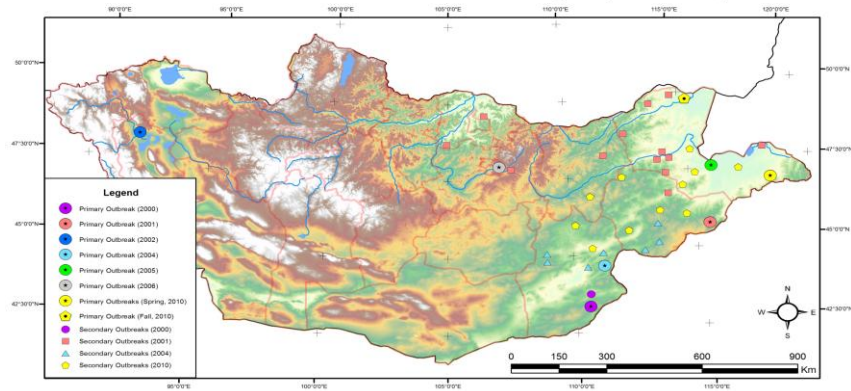 90°0'0"E 95°0'0"E 100°0'0"E 105°0'0"E 110°0'0"E 115°0'0"E 120°0'0"E
50°0'0"N 50°0'0"N
47°30'0"N 47°30'0"N
45°0'0"N 45°0'0"N
42°30'0"N 42°30'0"N
Legend
Primary Outbreak (2000)
Primary Outbreak (2001)
Primary Outbreak (2002)
Primary Outbreak (2004)
Primary Outbreak (2005)
Primary Outbreak (2006)
Primary Outbreaks (Spring, 2010)
Primary Outbreak (Fall, 2010)
Secondary Outbreaks (2000)
Secondary Outbreaks (2001)
Secondary Outbreaks (2004)
Secondary Outbreaks (2010)
N
W E
S
0 150 300 600 900
Km
95°0'0"E 100°0'0"E 105°0'0"E 110°0'0"E 115°0'0"E